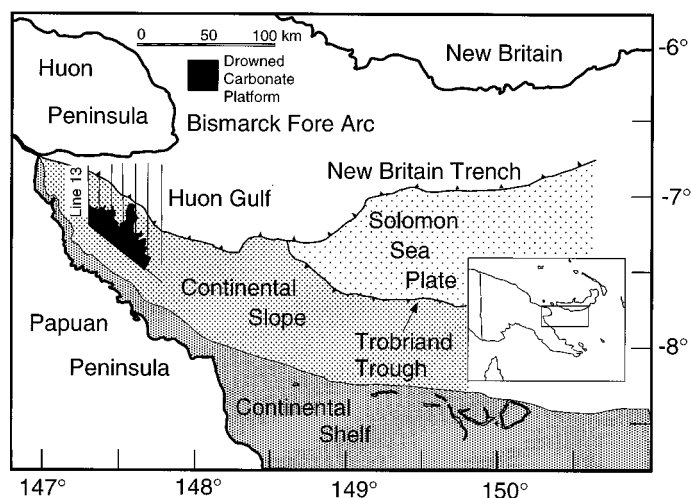 0 50 100 km
Drowned
Carbonate
Platform
Huon
Peninsula
New Britain
-6°
Bismarck Fore Arc
Line 13
Huon Gulf
New Britain Trench
-7°
Solomon
Sea
Plate
Continental
Slope
Papuan
Peninsula
Trobriand
Trough
-8°
Continental
Shelf
147° 148° 149° 150°